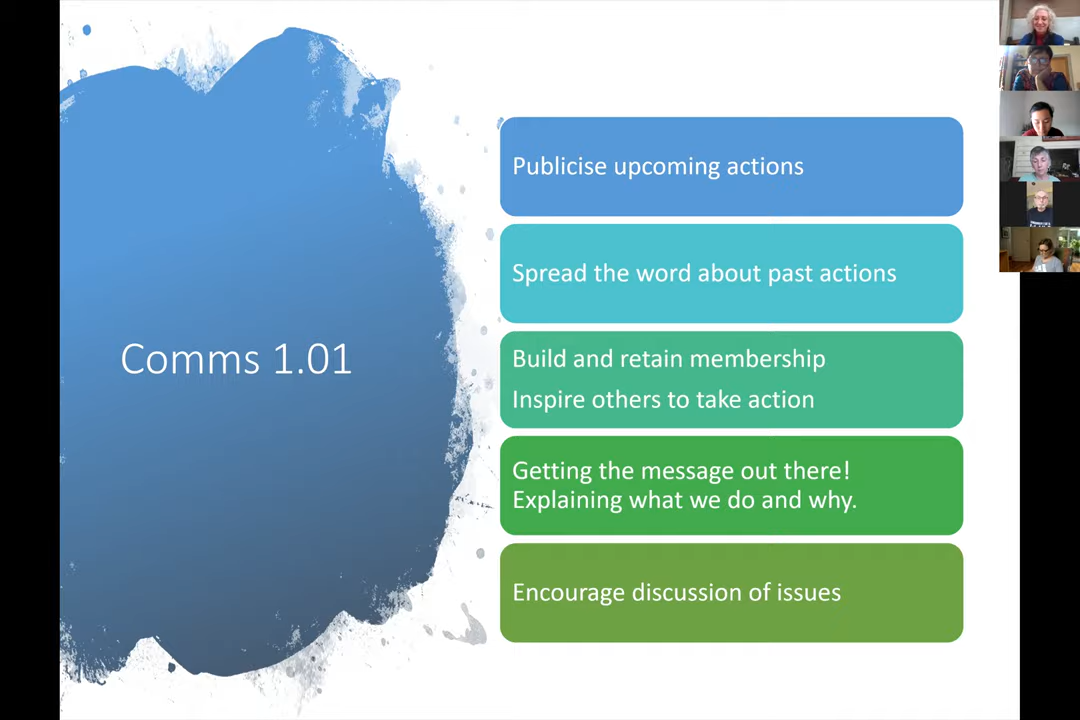 Comms 1.01
Publicise upcoming actions
Spread the word about past actions
Build and retain membership
Inspire others to take action
Getting the message out there!
Explaining what we do and why.
Encourage discussion of issues